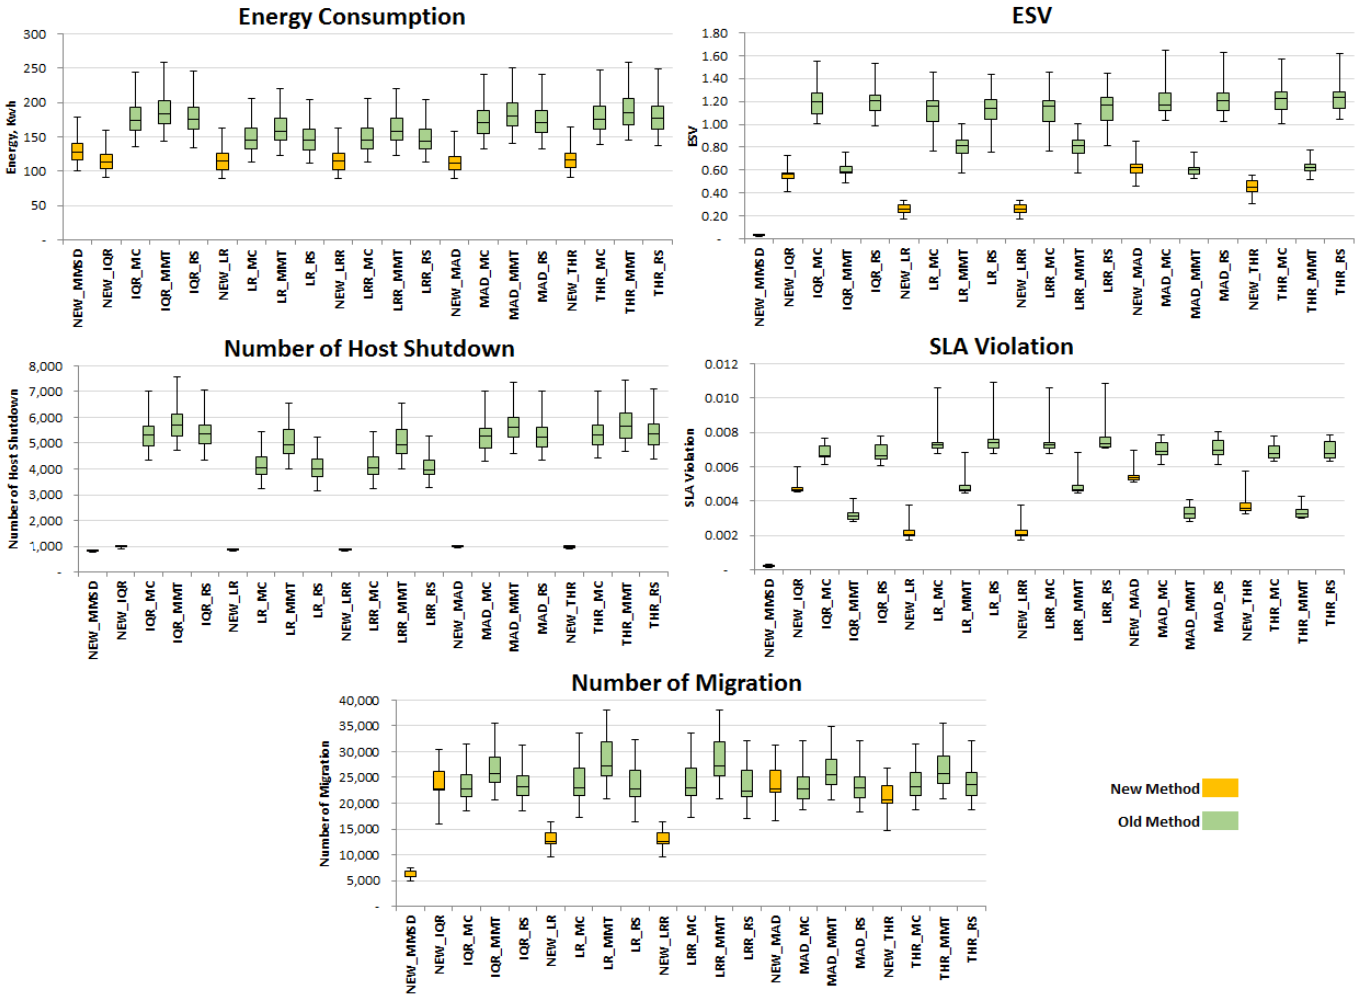 Energy Consumption
Energy, Kwh
300
250
200
150
100
50
-
NEW_MMSD
NEW_IQR
IQR_MC
IQR_MMT
IQR_RS
NEW_LR
LR_MC
LR_MMT
LR_RS
NEW_LRR
LRR_MC
LRR_MMT
LRR_RS
NEW_MAD
MAD_MC
MAD_MMT
MAD_RS
NEW_THR
THR_MC
THR_MMT
THR_RS
ESV
ESV
1.80
1.60
1.40
1.20
1.00
0.80
0.60
0.40
0.20
-
NEW_MMSD
NEW_IQR
IQR_MC
IQR_MMT
IQR_RS
NEW_LR
LR_MC
LR_MMT
LR_RS
NEW_LRR
LRR_MC
LRR_MMT
LRR_RS
NEW_MAD
MAD_MC
MAD_MMT
MAD_RS
NEW_THR
THR_MC
THR_MMT
THR_RS
Number of Host Shutdown
Number of Host Shutdown
8,000
7,000
6,000
5,000
4,000
3,000
2,000
1,000
-
NEW_MMSD
NEW_IQR
IQR_MC
IQR_MMT
IQR_RS
NEW_LR
LR_MC
LR_MMT
LR_RS
NEW_LRR
LRR_MC
LRR_MMT
LRR_RS
NEW_MAD
MAD_MC
MAD_MMT
MAD_RS
NEW_THR
THR_MC
THR_MMT
THR_RS
SLA Violation
SLA Violation
0.012
0.010
0.008
0.006
0.004
0.002
-
NEW_MMSD
NEW_IQR
IQR_MC
IQR_MMT
IQR_RS
NEW_LR
LR_MC
LR_MMT
LR_RS
NEW_LRR
LRR_MC
LRR_MMT
LRR_RS
NEW_MAD
MAD_MC
MAD_MMT
MAD_RS
NEW_THR
THR_MC
THR_MMT
THR_RS
Number of Migration
Number of Migration
40,000
35,000
30,000
25,000
20,000
15,000
10,000
5,000
-
NEW_MMSD
NEW_IQR
IQR_MC
IQR_MMT
IQR_RS
NEW_LR
LR_MC
LR_MMT
LR_RS
NEW_LRR
LRR_MC
LRR_MMT
LRR_RS
NEW_MAD
MAD_MC
MAD_MMT
MAD_RS
NEW_THR
THR_MC
THR_MMT
THR_RS
New Method
Old Method